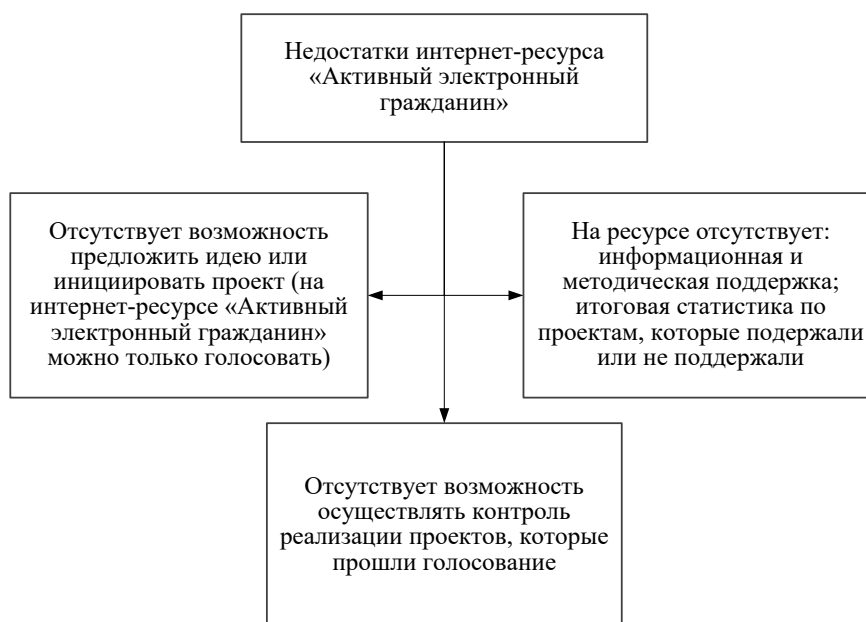 Недостатки интернет-ресурса
«Активный электронный
гражданин»
Отсутствует возможность
предложить идею или
инициировать проект (на
интернет-ресурсе «Активный
электронный гражданин»
можно только голосовать)
На ресурсе отсутствует:
информационная и
методическая поддержка;
итоговая статистика по
проектам, которые подержали
или не поддержали
Отсутствует возможность
осуществлять контроль
реализации проектов, которые
прошли голосование